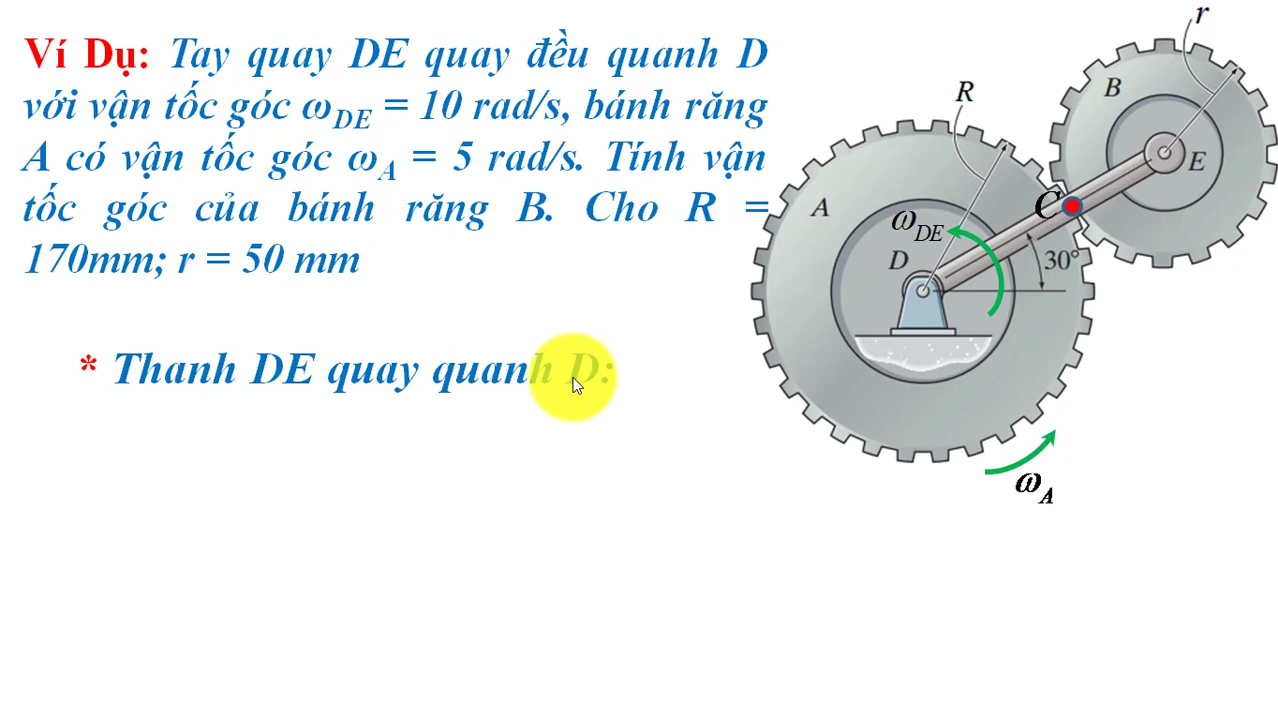 Ví Dụ: Tay quay DE quay đều quanh D
với vận tốc góc ωDE = 10 rad/s, bánh răng
A có vận tốc góc ωA = 5 rad/s. Tính vận
tốc góc của bánh răng B. Cho R =
170mm; r = 50 mm
* Thanh DE quay quanh D:
r
R
B
E
A
C
ωDE
D
30°
ωA